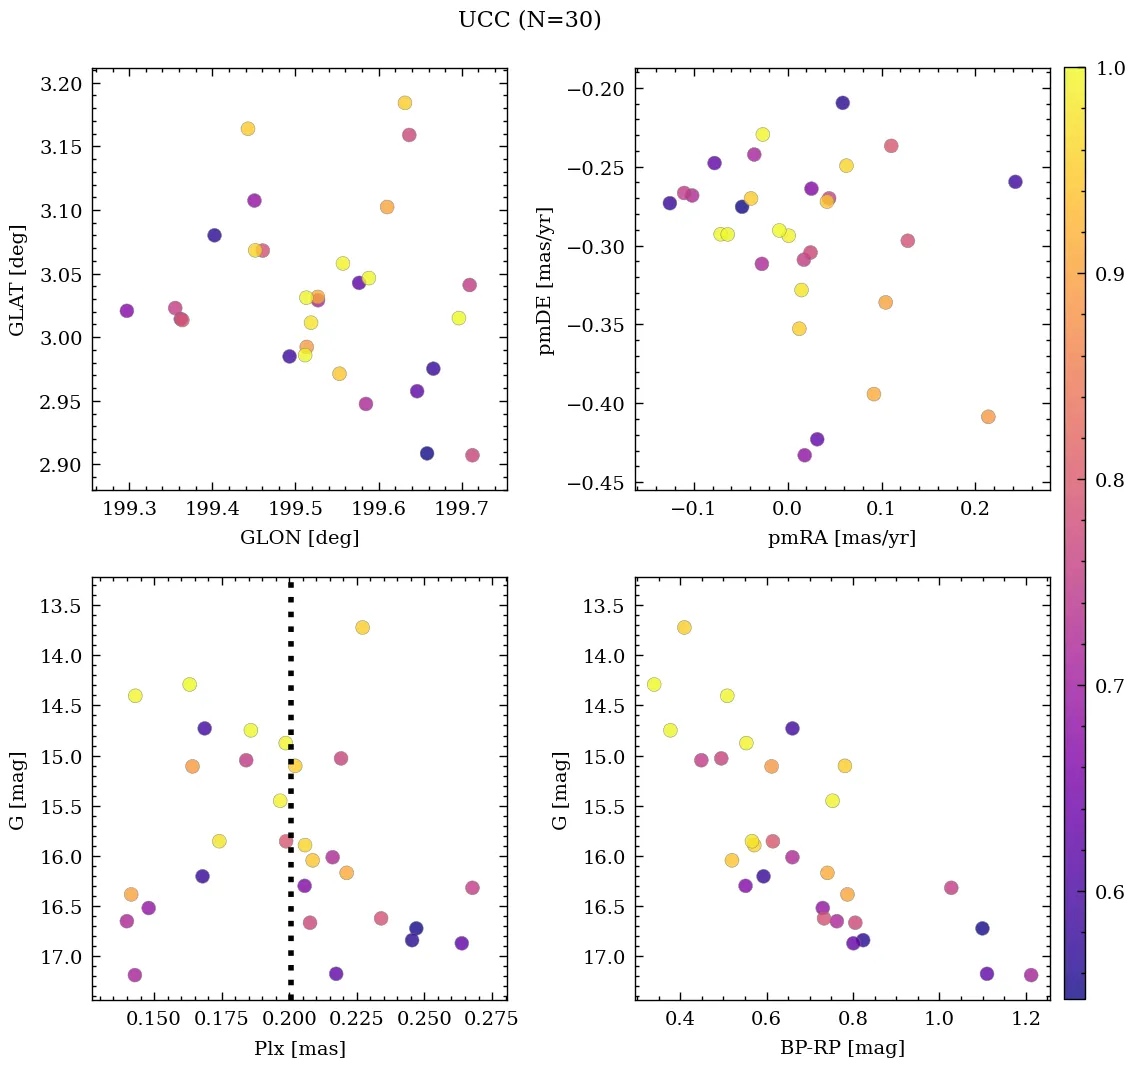 UCC (N=30)
3.20
3.15
3.10
3.05
3.00
2.95
2.90
GLAT [deg]
199.3 199.4 199.5 199.6 199.7
GLON [deg]
−0.20
−0.25
−0.30
−0.35
−0.40
−0.45
pmDE [mas/yr]
−0.1 0.0 0.1 0.2
pmRA [mas/yr]
13.5
14.0
14.5
15.0
15.5
16.0
16.5
17.0
G [mag]
0.150 0.175 0.200 0.225 0.250 0.275
Plx [mas]
13.5
14.0
14.5
15.0
15.5
16.0
16.5
17.0
G [mag]
0.4 0.6 0.8 1.0 1.2
BP-RP [mag]
1.0
0.9
0.8
0.7
0.6